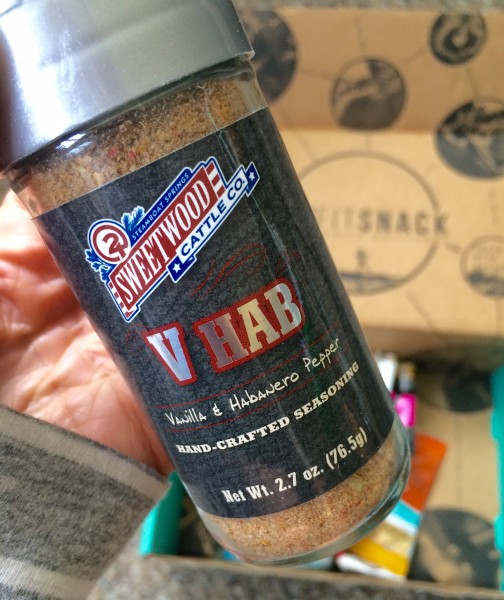 2
STEAMBOAT SPRINGS
SWEETWOOD
CATTLE CO.
V HAB
Vanilla & Habanero Pepper
HAND-CRAFTED SEASONING
Net Wt. 2.7 oz. (76.5g)
FITSNACK